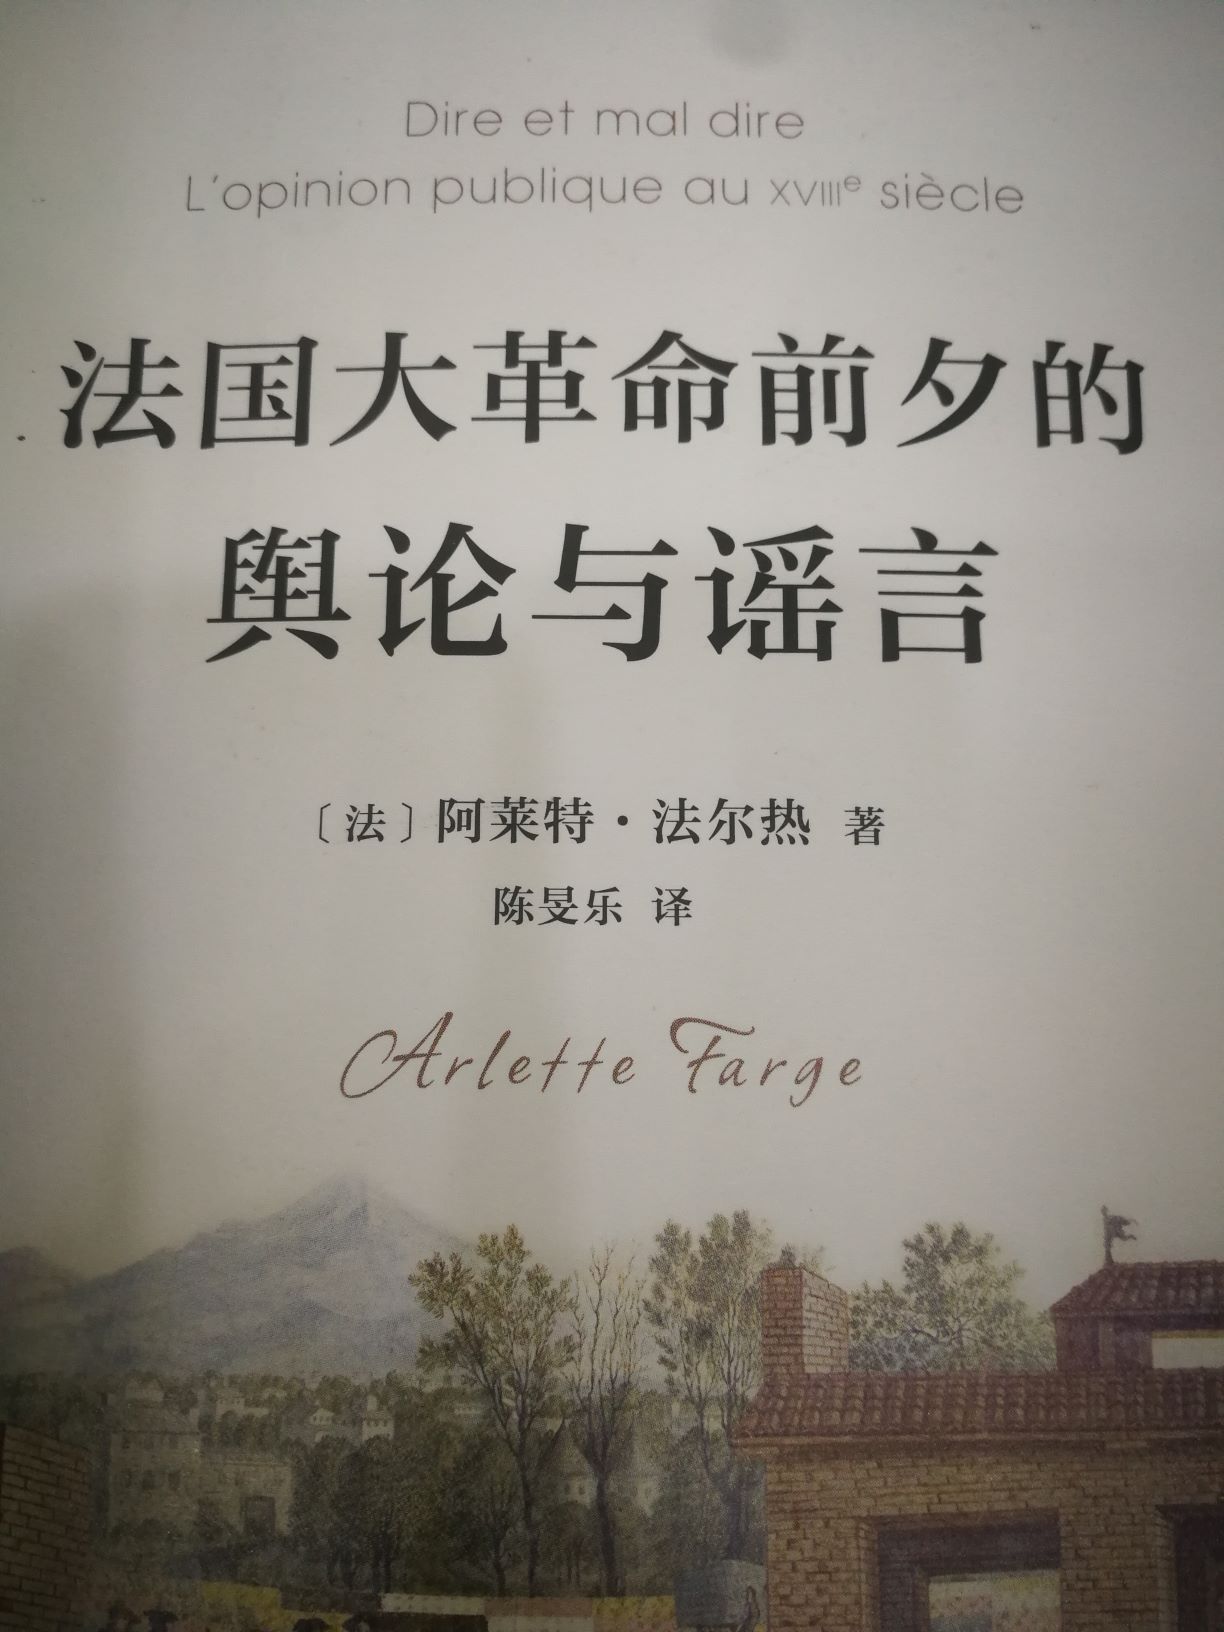 Dire et mal dire
L'opinion publique au XVIIIe siècle
法国大革命前夕的
舆论与谣言
〔法〕阿莱特·法尔热 著
陈旻乐 译
Arlette Farge